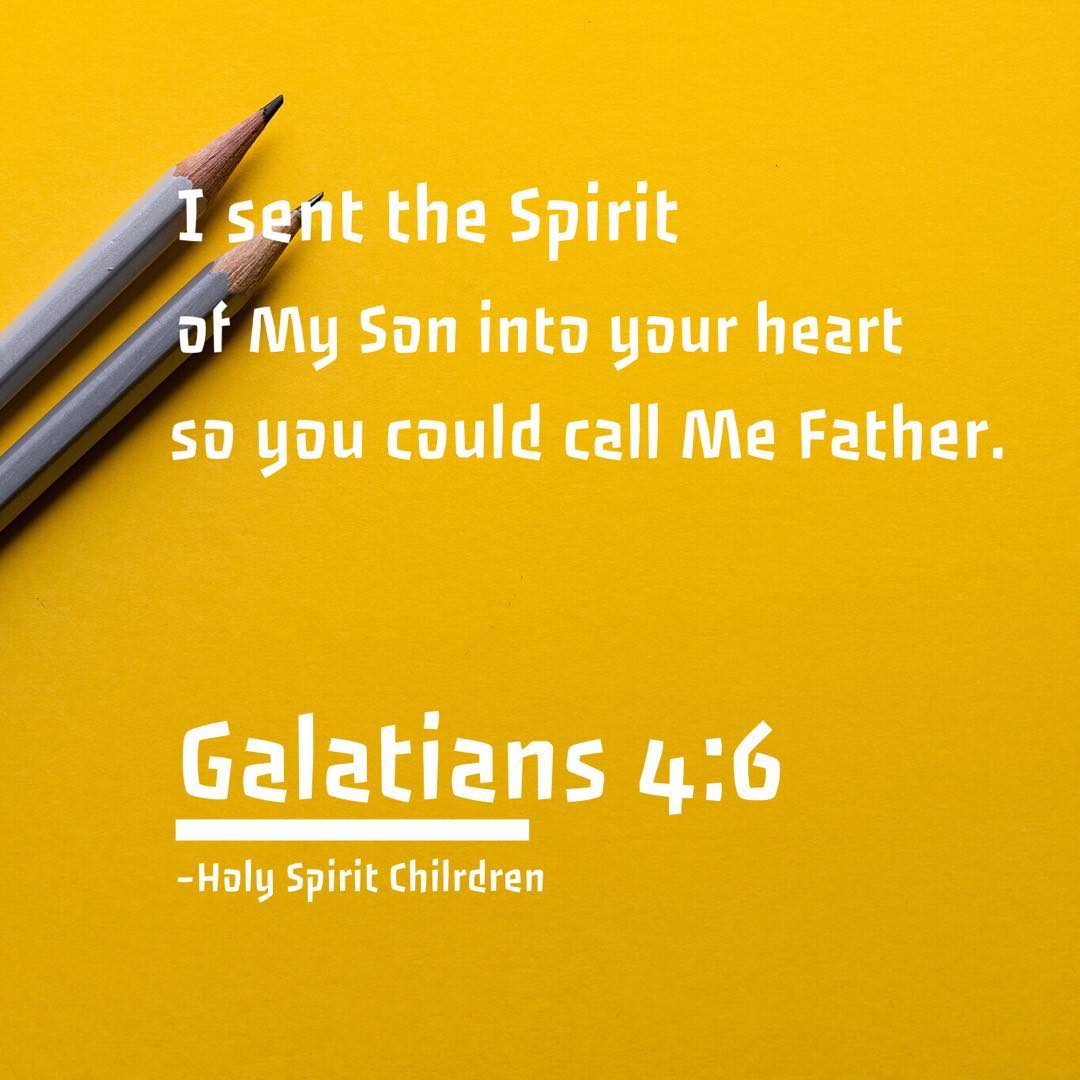 I sent the Spirit
of My Son into your heart
so you could call Me Father.
Galatians 4:6
-Holy Spirit Chilrdren